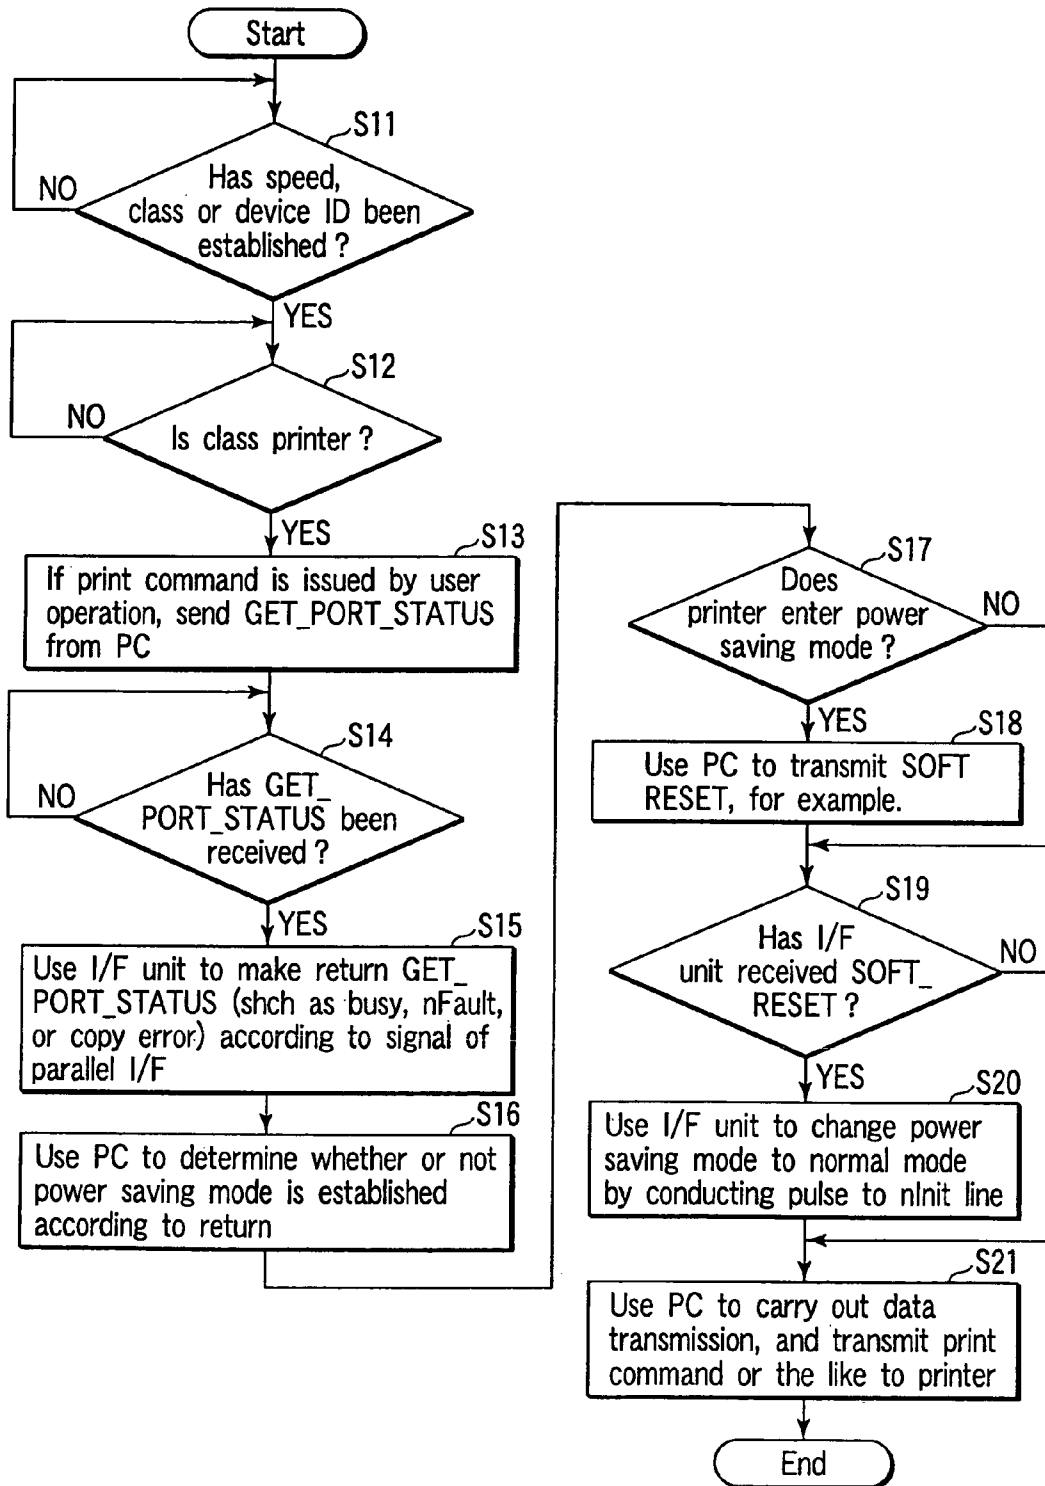 Start
S11
Has speed,
class or device ID been
established ?
NO
YES
S12
Is class printer ?
NO
YES
S13
If print command is issued by user
operation, send GET_PORT_STATUS
from PC
S14
Has GET_
PORT_STATUS been
received ?
NO
YES
S15
Use I/F unit to make return GET_
PORT_STATUS (shch as busy, nFault,
or copy error) according to signal of
parallel I/F
S16
Use PC to determine whether or not
power saving mode is established
according to return
S17
Does
printer enter power
saving mode ?
NO
YES
S18
Use PC to transmit SOFT
RESET, for example.
S19
Has I/F
unit received SOFT_
RESET ?
NO
YES
S20
Use I/F unit to change power
saving mode to normal mode
by conducting pulse to nInit line
S21
Use PC to carry out data
transmission, and transmit print
command or the like to printer
End